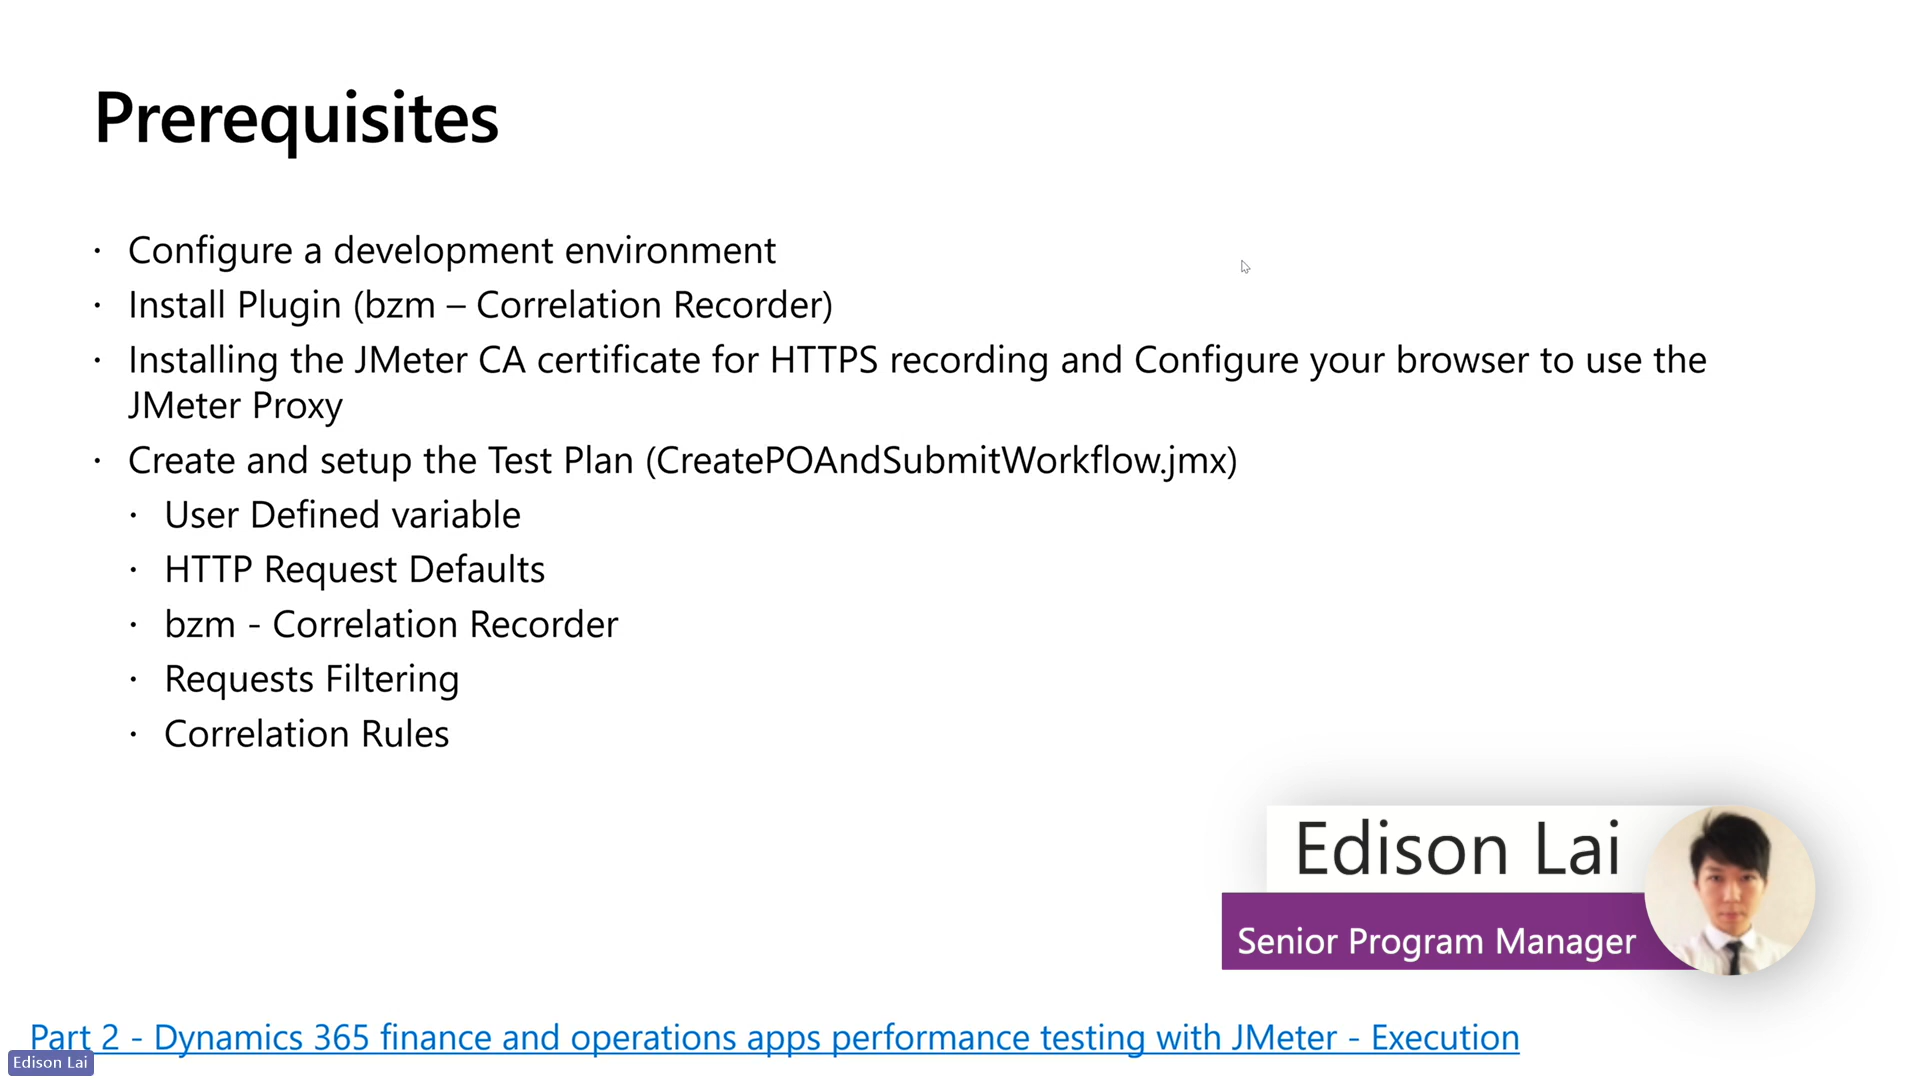 Prerequisites
· Configure a development environment
· Install Plugin (bzm – Correlation Recorder)
· Installing the JMeter CA certificate for HTTPS recording and Configure your browser to use the
JMeter Proxy
· Create and setup the Test Plan (CreatePOAndSubmitWorkflow.jmx)
· User Defined variable
· HTTP Request Defaults
· bzm - Correlation Recorder
· Requests Filtering
· Correlation Rules
Edison Lai
Senior Program Manager
Part 2 - Dynamics 365 finance and operations apps performance testing with JMeter - Execution
Edison Lai